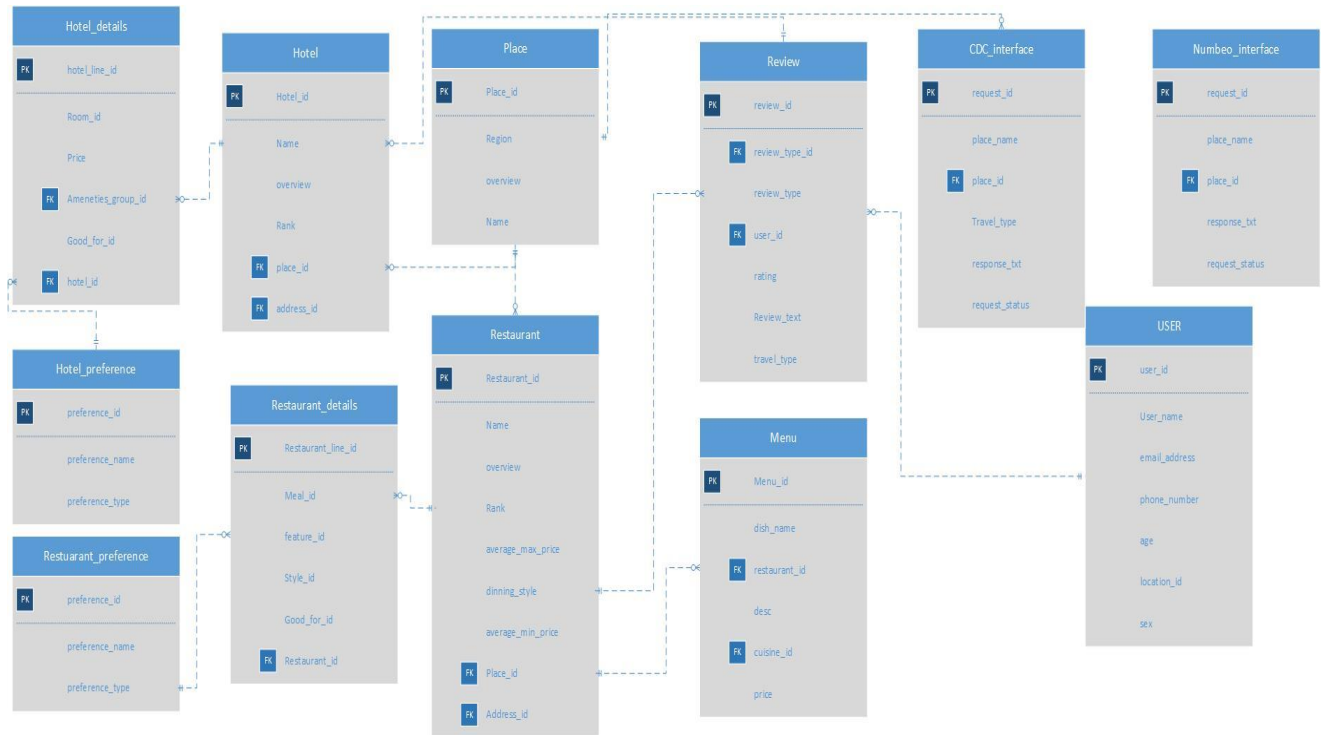 Hotel_details
PK hotel_line_id
Room_id
Price
FK Ameneties_group_id
Good_for_id
FK hotel_id
Hotel
PK Hotel_id
Name
overview
Rank
FK place_id
FK address_id
Place
PK Place_id
Region
overview
Name
Review
PK review_id
FK review_type_id
review_type
FK user_id
rating
Review_text
travel_type
CDC_interface
PK request_id
place_name
FK place_id
Travel_type
response_txt
request_status
Numbeo_interface
PK request_id
place_name
FK place_id
response_txt
request_status
Hotel_preference
PK preference_id
preference_name
preference_type
Restuarant_preference
PK preference_id
preference_name
preference_type
Restaurant_details
PK Restaurant_line_id
Meal_id
feature_id
Style_id
Good_for_id
FK Restaurant_id
Restaurant
PK Restaurant_id
Name
overview
Rank
average_max_price
dinning_style
average_min_price
FK Place_id
FK Address_id
Menu
PK Menu_id
dish_name
FK restaurant_id
desc
FK cuisine_id
price
USER
PK user_id
User_name
email_address
phone_number
age
location_id
sex